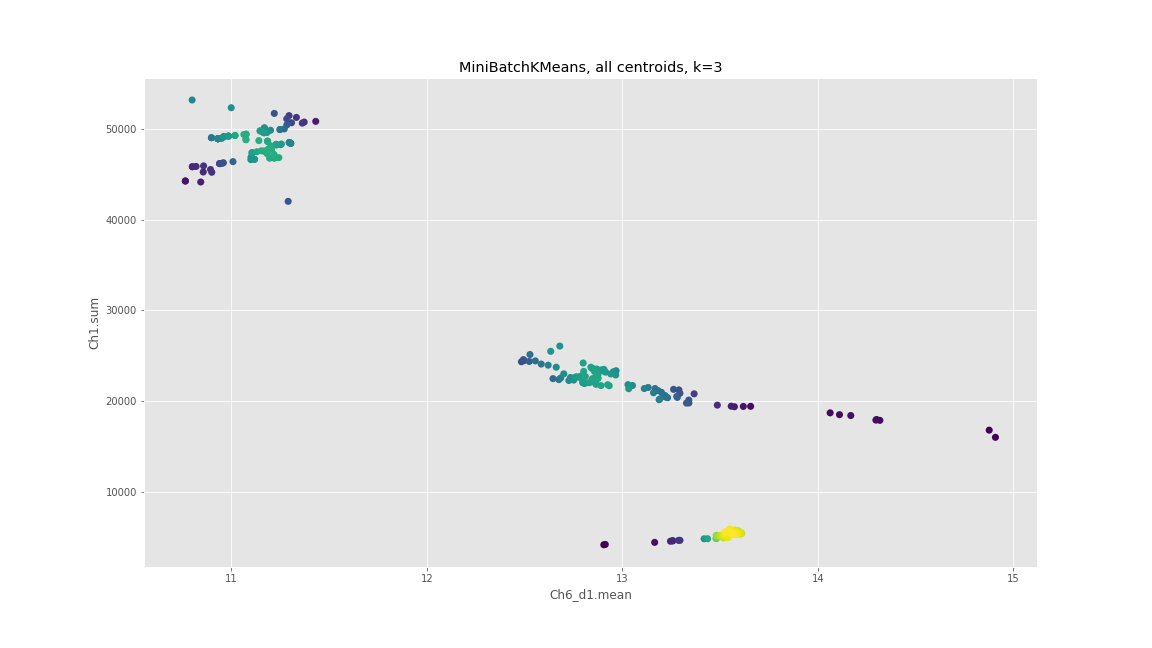 MiniBatchKMeans, all centroids, k=3
50000
40000
30000
20000
10000
Ch1.sum
11 12 13 14 15
Ch6_d1.mean